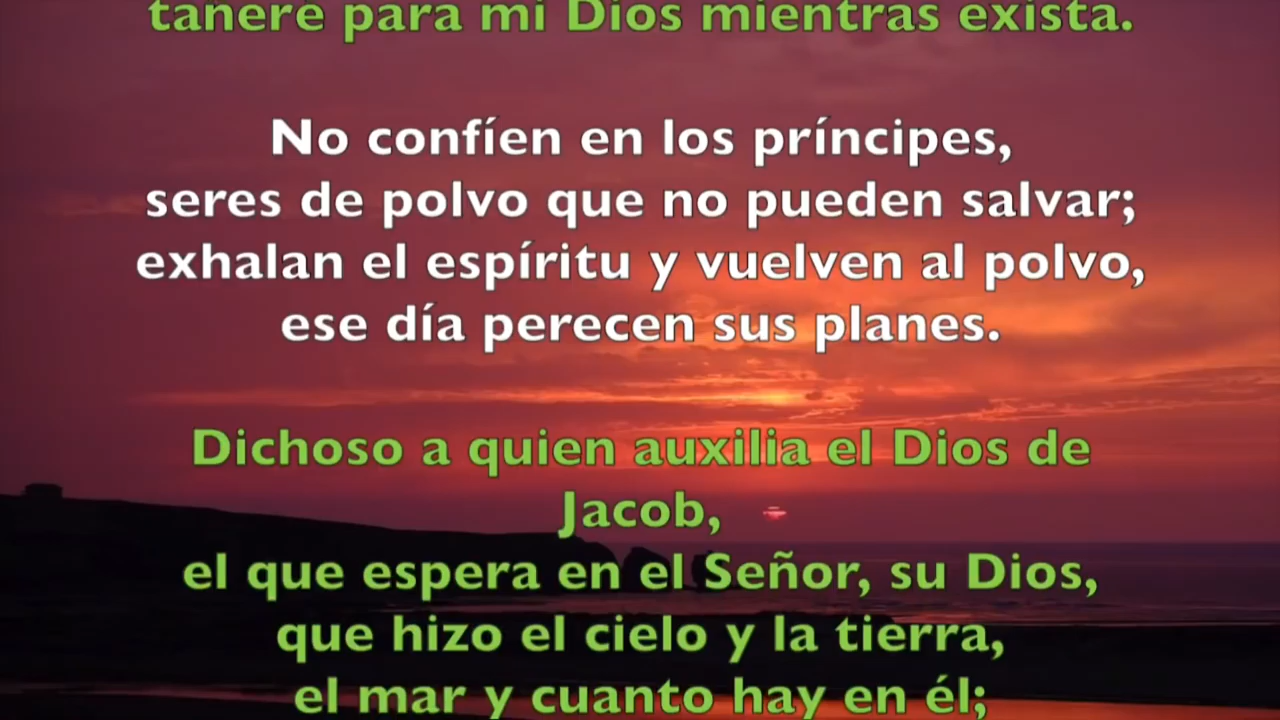 tañeré para mi Dios mientras exista.
No confíen en los príncipes,
seres de polvo que no pueden salvar;
exhalan el espíritu y vuelven al polvo,
ese día perecen sus planes.
Dichoso a quien auxilia el Dios de
Jacob,
el que espera en el Señor, su Dios,
que hizo el cielo y la tierra,
el mar y cuanto hay en él;